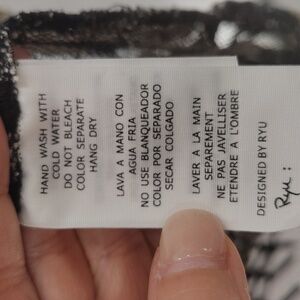 HAND WASH WITH
COLD WATER
DO NOT BLEACH
COLOR SEPARATE
HANG DRY
LAVA A MANO CON
AGUA FRIA
NO USE BLANQUEADOR
COLOR POR SEPARADO
SECAR COLGADO
LAVER A LA MAIN
SEPAREMENT
NE PAS JAVELLISER
ETENDRE A L'OMBRE
DESIGNED BY RYU
Ryu: